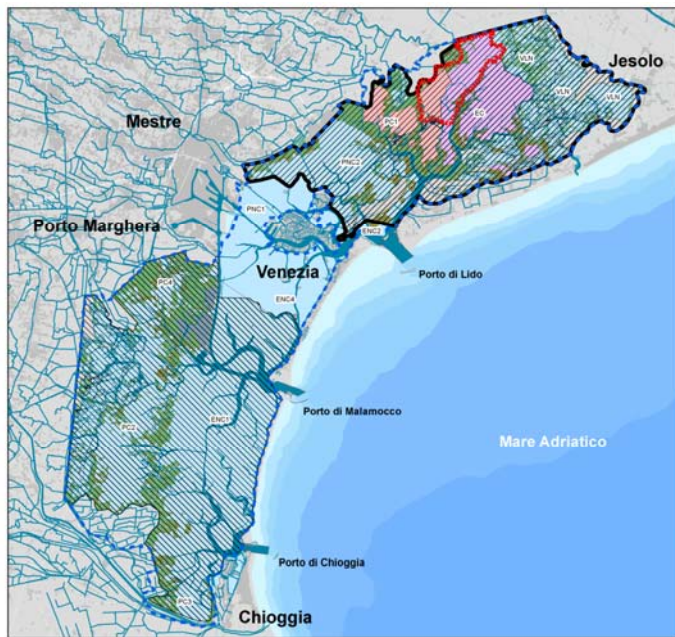 Jesolo
VLN
VLN
VLN
Mestre
PC1
EC
PNC2
PNC1
Porto Marghera
ENC2
Venezia
Porto di Lido
PC4
ENC4
Porto di Malamocco
ENC1
PC2
Mare Adriatico
Porto di Chioggia
PC3
Chioggia